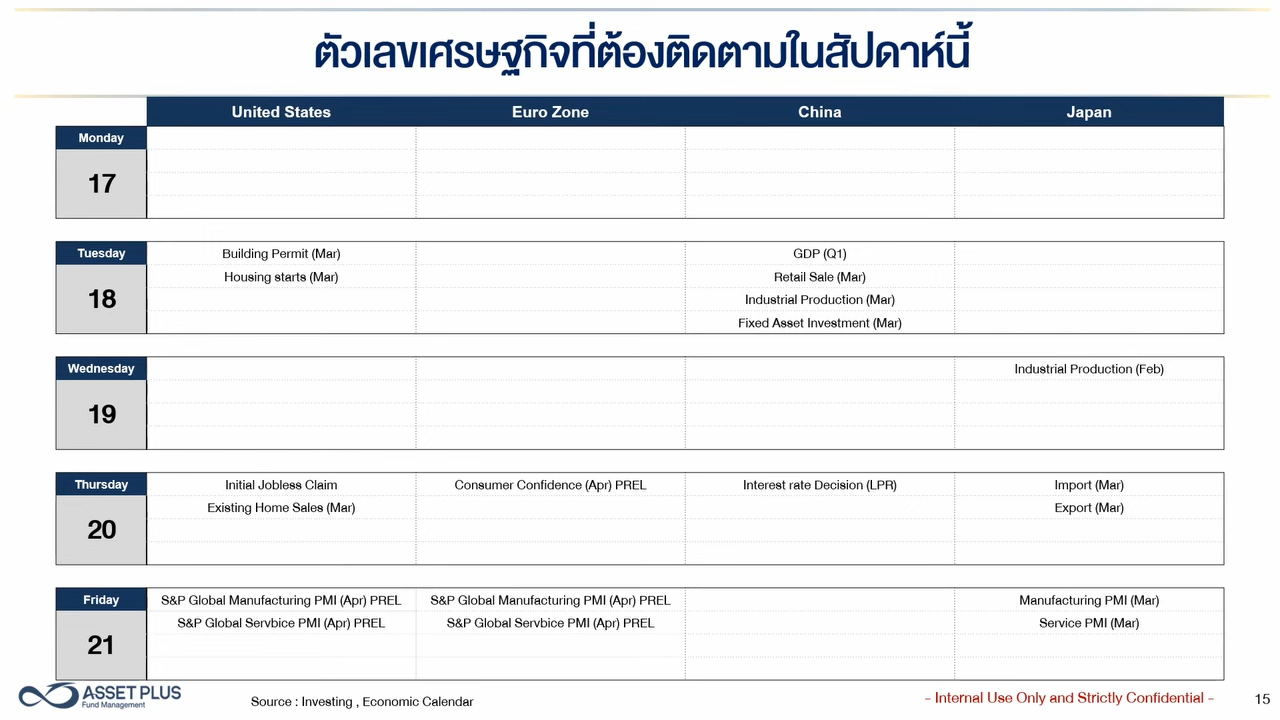 ตัวเลขเศรษฐกิจที่ต้องติดตามในสัปดาห์นี้
United States Euro Zone China Japan
Monday
17
Tuesday
Building Permit (Mar) GDP (Q1)
Housing starts (Mar) Retail Sale (Mar)
18
Industrial Production (Mar)
Fixed Asset Investment (Mar)
Wednesday
Industrial Production (Feb)
19
Thursday
Initial Jobless Claim Consumer Confidence (Apr) PREL Interest rate Decision (LPR) Import (Mar)
Existing Home Sales (Mar) Export (Mar)
20
Friday
S&P Global Manufacturing PMI (Apr) PREL S&P Global Manufacturing PMI (Apr) PREL Manufacturing PMI (Mar)
S&P Global Servbice PMI (Apr) PREL S&P Global Servbice PMI (Apr) PREL Service PMI (Mar)
21
ASSET PLUS
Fund Management
Source : Investing , Economic Calendar
- Internal Use Only and Strictly Confidential -
15